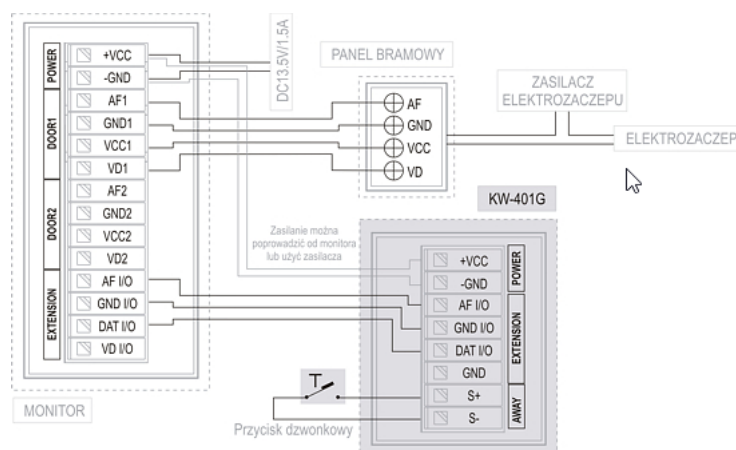 DC13.5V/1.5A
PANEL BRAMOWY
ZASILACZ
ELEKTROZACZEPU
ELEKTROZACZEP
POWER
+VCC
-GND
DOOR1
AF1
GND1
VCC1
VD1
DOOR2
AF2
GND2
VCC2
VD2
EXTENSION
AF I/O
GND I/O
DAT I/O
VD I/O
MONITOR
AF
GND
VCC
VD
KW-401G
Zasilanie można
poprowadzić od monitora
lub użyć zasilacza
+VCC
-GND
POWER
AF I/O
GND I/O
DAT I/O
GND
EXTENSION
S+
S-
AWAY
T
Przycisk dzwonkowy